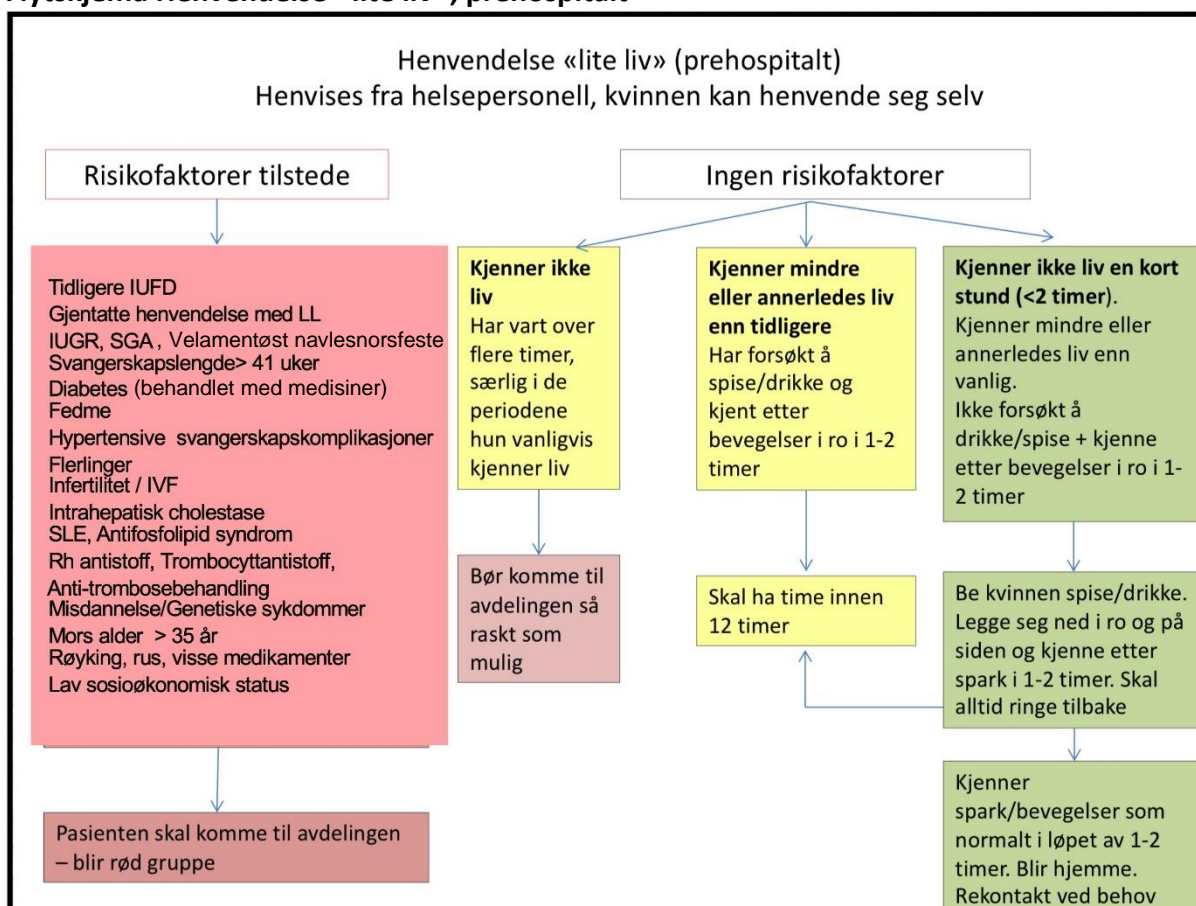 Henvendelse «lite liv» (prehospitalt)
Henvises fra helsepersonell, kvinnen kan henvende seg selv
Risikofaktorer tilstede
Tidligere IUFD
Gjentatte henvendelse med LL
IUGR, SGA , Velamentøst navlesnorsfeste
Svangerskapslengde> 41 uker
Diabetes (behandlet med medisiner)
Fedme
Hypertensive svangerskapskomplikasjoner
Flerlinger
Infertilitet / IVF
Intrahepatisk cholestase
SLE, Antifosfolipid syndrom
Rh antistoff, Trombocyttantistoff,
Anti-trombosebehandling
Misdannelse/Genetiske sykdommer
Mors alder > 35 år
Røyking, rus, visse medikamenter
Lav sosioøkonomisk status
Pasienten skal komme til avdelingen
– blir rød gruppe
Ingen risikofaktorer
Kjenner ikke
liv
Har vart over
flere timer,
særlig i de
periodene
hun vanligvis
kjenner liv
Bør komme til
avdelingen så
raskt som
mulig
Kjenner mindre
eller annerledes liv
enn tidligere
Har forsøkt å
spise/drikke og
kjent etter
bevegelser i ro i 1-2
timer
Skal ha time innen
12 timer
Kjenner ikke liv en kort
stund (<2 timer).
Kjenner mindre eller
annerledes liv enn
vanlig.
Ikke forsøkt å
drikke/spise + kjenne
etter bevegelser i ro i 1-
2 timer
Be kvinnen spise/drikke.
Legge seg ned i ro og på
siden og kjenne etter
spark i 1-2 timer. Skal
alltid ringe tilbake
Kjenner
spark/bevegelser som
normalt i løpet av 1-2
timer. Blir hjemme.
Rekontakt ved behov